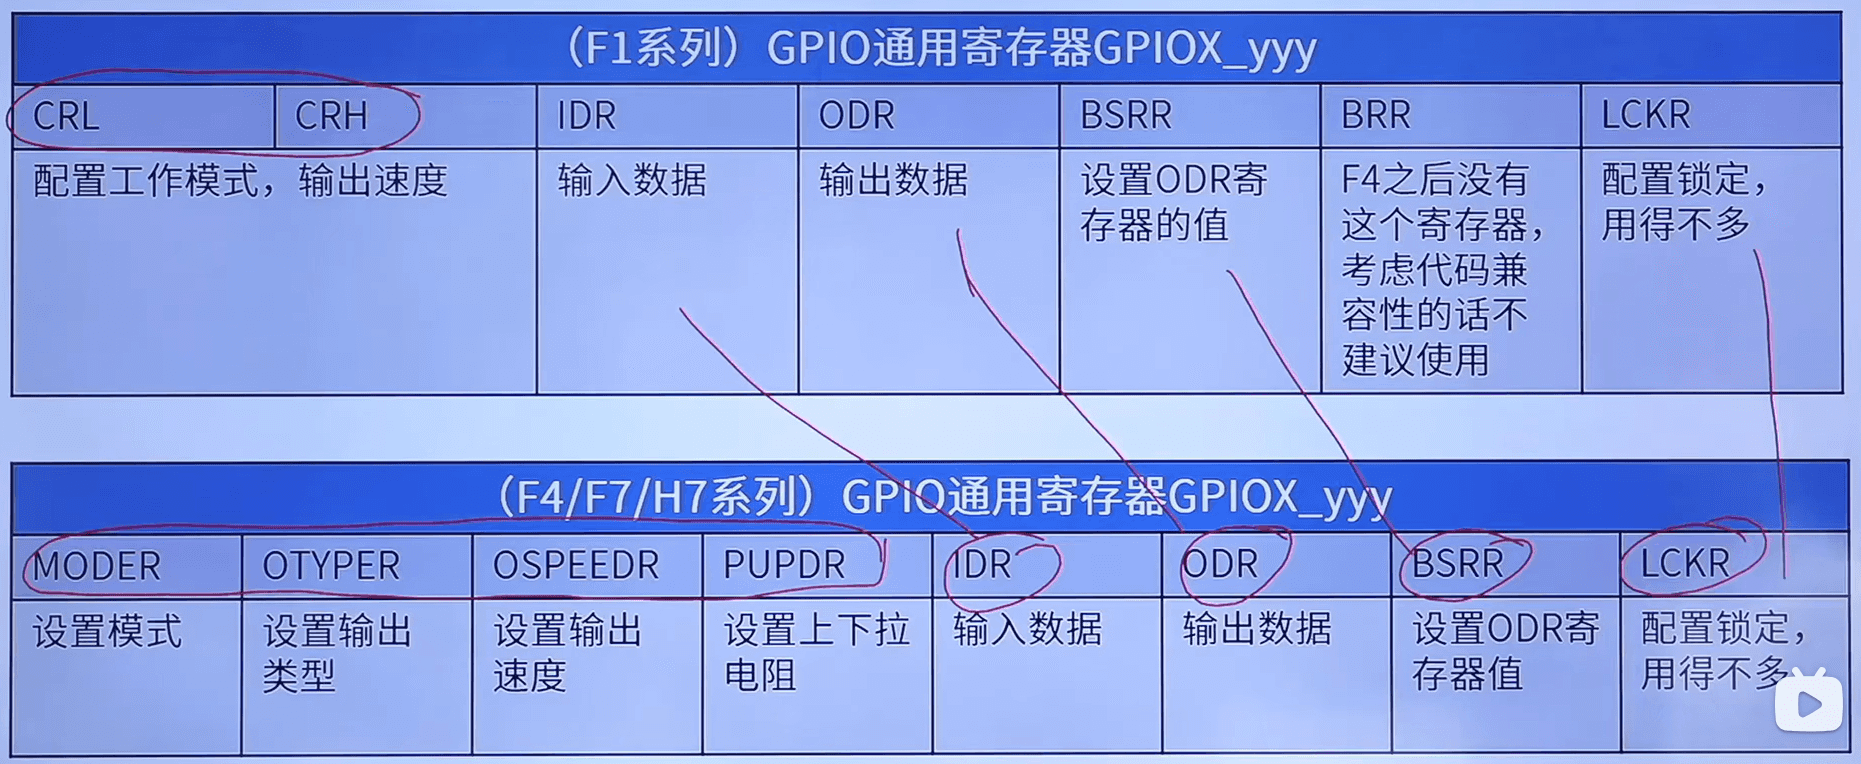 （F1系列）GPIO通用寄存器GPIOX_yyy
CRL
CRH
IDR
ODR
BSRR
BRR
LCKR
配置工作模式，输出速度
输入数据
输出数据
设置ODR寄
存器的值
F4之后没有
这个寄存器，
考虑代码兼
容性的话不
建议使用
配置锁定，
用得不多
（F4/F7/H7系列）GPIO通用寄存器GPIOX_yyy
MODER
OTYPER
OSPEEDR
PUPDR
IDR
ODR
BSRR
LCKR
设置模式
设置输出
类型
设置输出
速度
设置上下拉
电阻
输入数据
输出数据
设置ODR寄
存器值
配置锁定，
用得不多